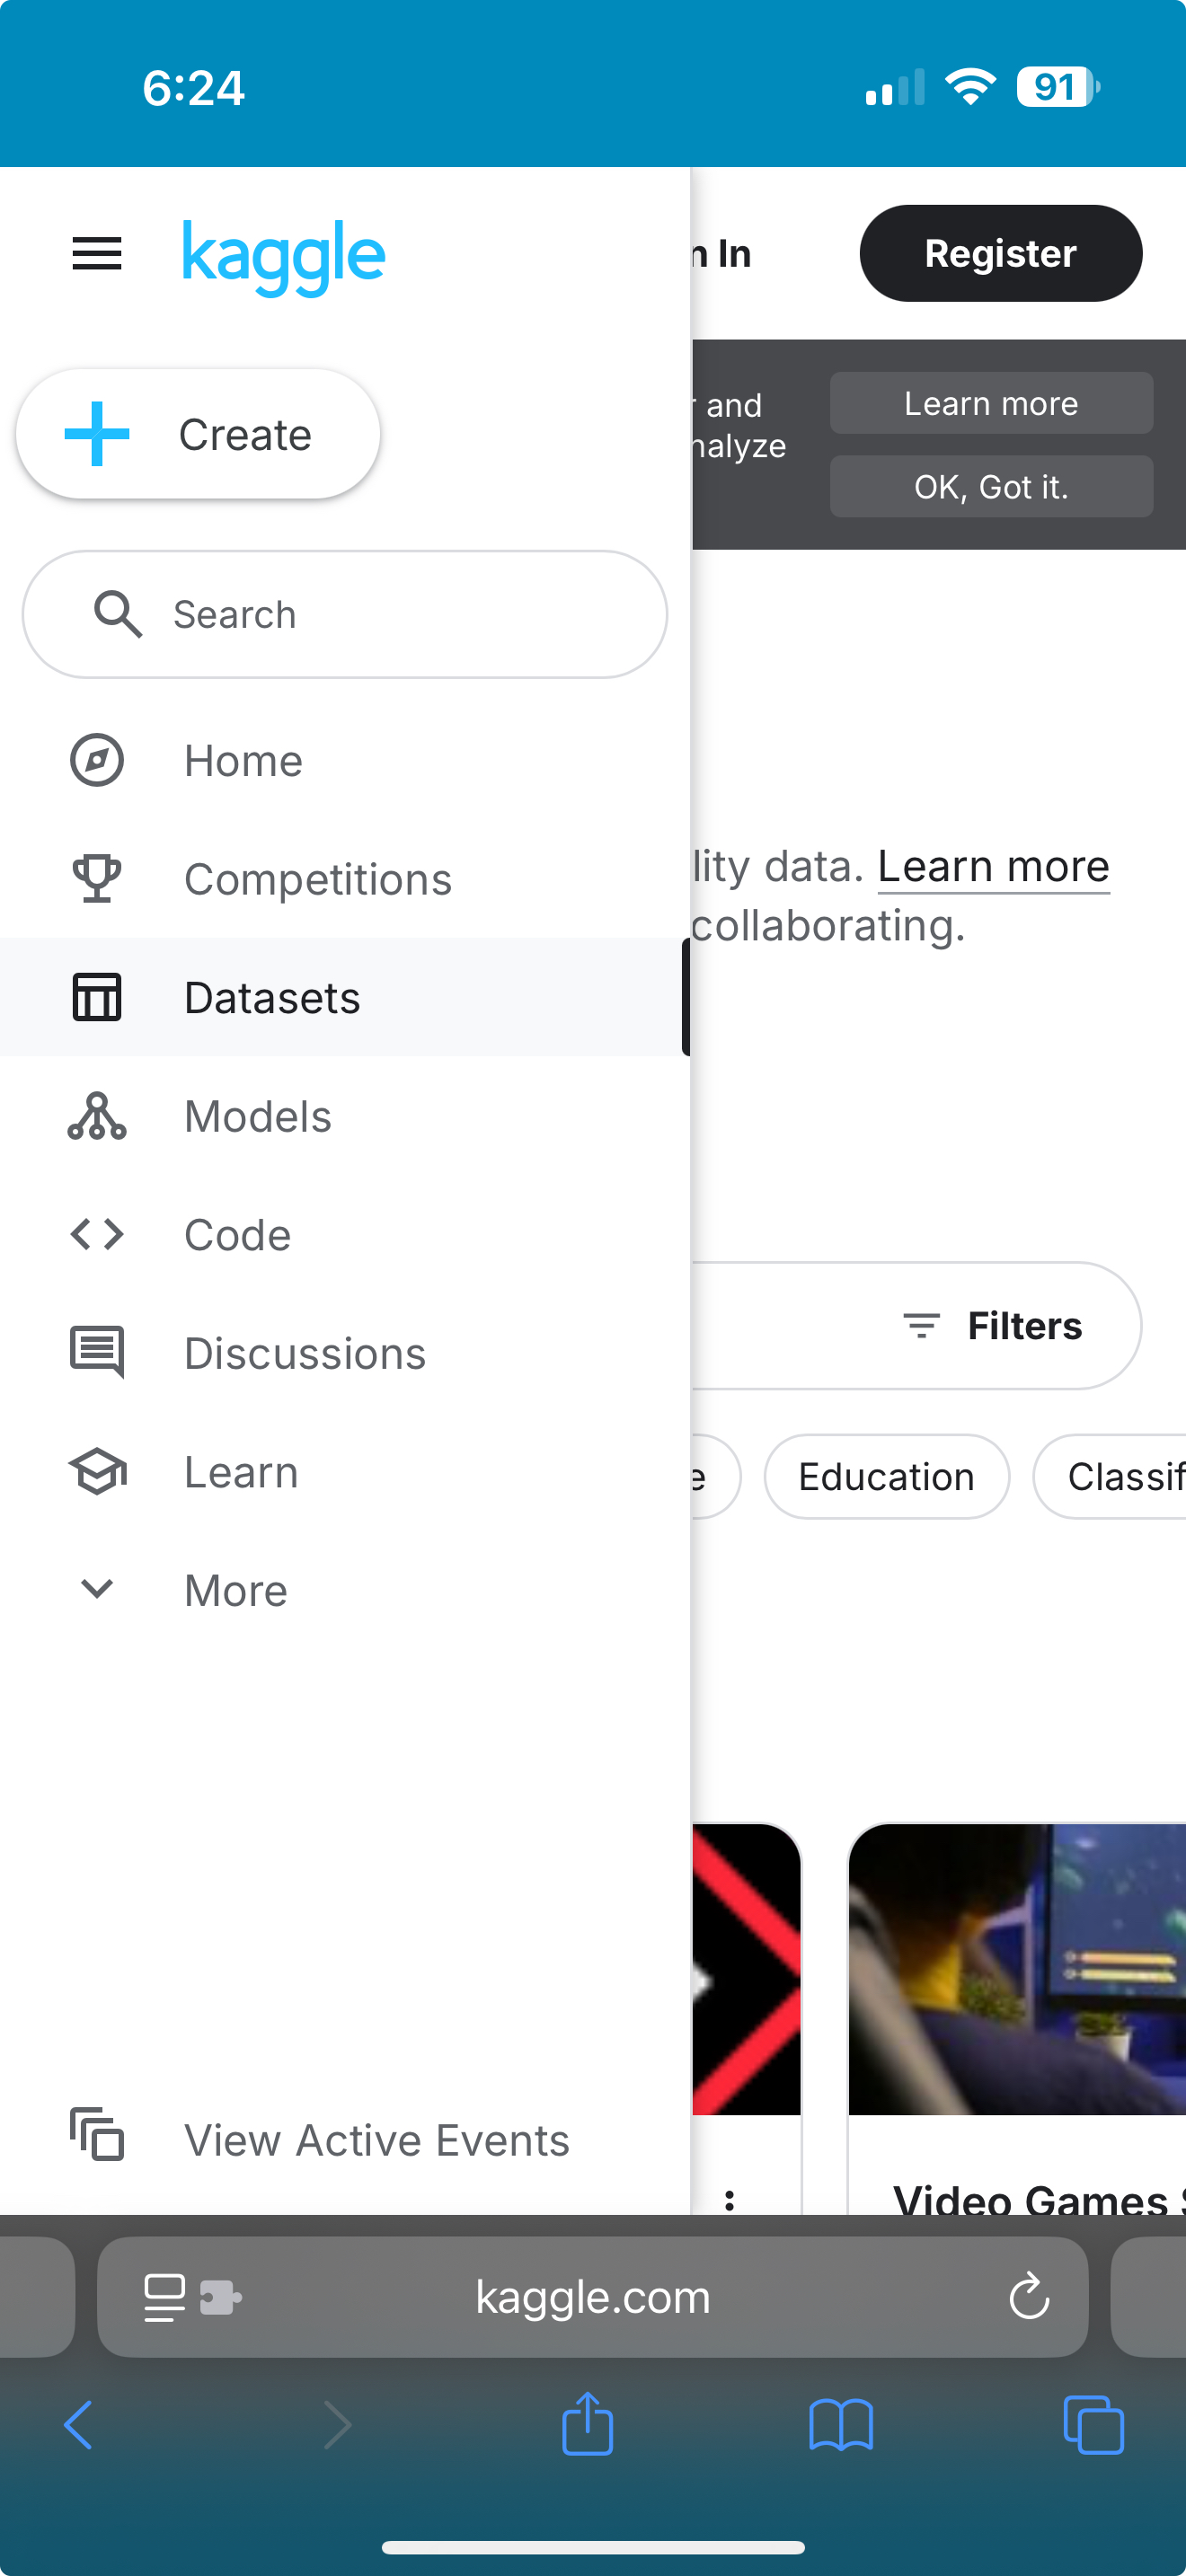 6:24
91
kaggle
n In
Register
Create
r and
nalyze
Learn more
OK, Got it.
Search
Home
Competitions
lity data. Learn more
collaborating.
Datasets
Models
Code
Discussions
Filters
Learn
e
Education
Classif
More
View Active Events
Video Games S
kaggle.com